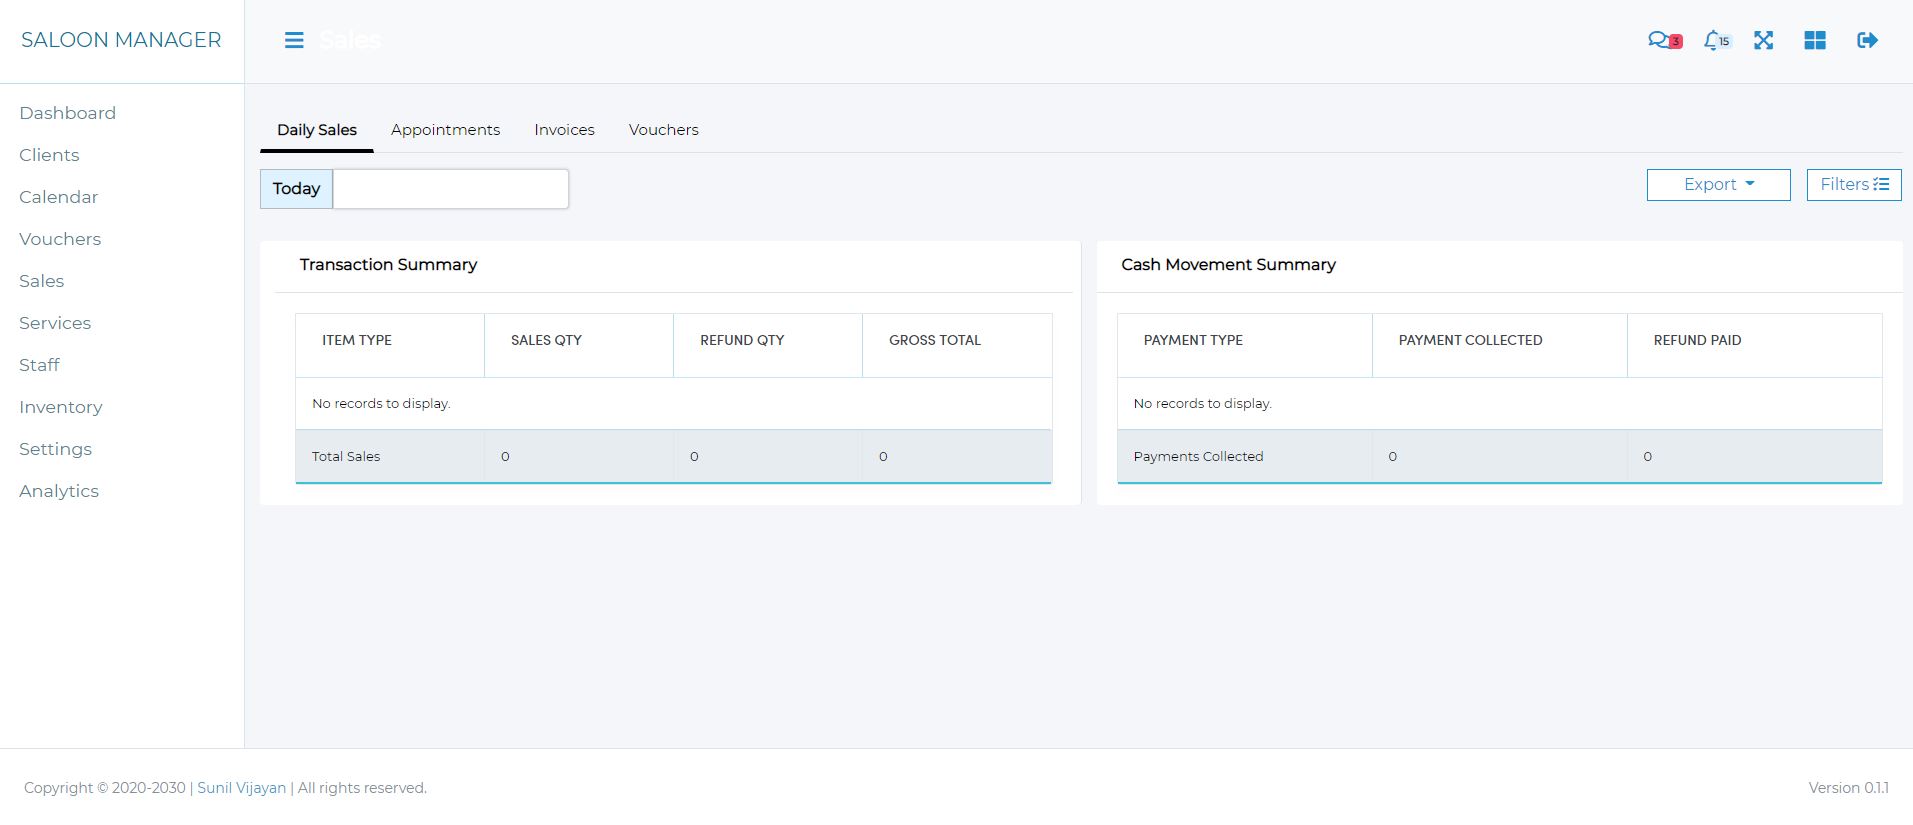 SALOON MANAGER
Sales
3
15
Dashboard
Clients
Calendar
Vouchers
Sales
Services
Staff
Inventory
Settings
Analytics
Daily Sales Appointments Invoices Vouchers
Today
Export
Filters
Transaction Summary
ITEM TYPE SALES QTY REFUND QTY GROSS TOTAL
No records to display.
Total Sales 0 0 0
Cash Movement Summary
PAYMENT TYPE PAYMENT COLLECTED REFUND PAID
No records to display.
Payments Collected 0 0
Copyright © 2020-2030 | Sunil Vijayan | All rights reserved.
Version 0.1.1